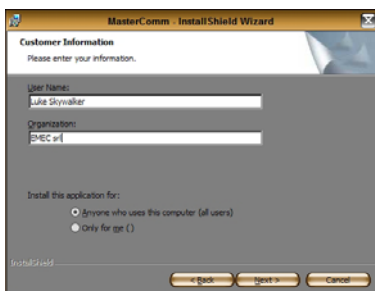 MasterComm - InstallShield Wizard
Customer Information
Please enter your information.
User Name:
Luke Skywalker
Organization:
EMEC srl
Install this application for:
Anyone who uses this computer (all users)
Only for me ()
InstallShield
< Back
Next >
Cancel